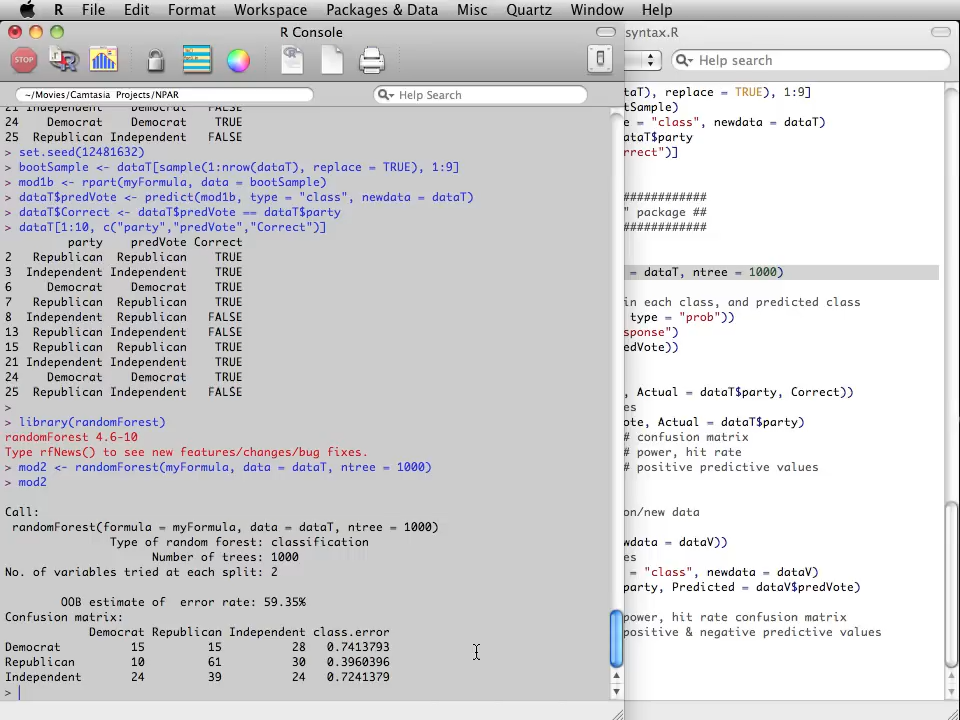 R File Edit Format Workspace Packages & Data Misc Quartz Window Help
R Console
syntax.R
STOP
Help search
~/Movies/Camtasia Projects/NPAR
Help Search
21 Independent Democrat FALSE
24 Democrat Democrat TRUE
25 Republican Independent FALSE
> set.seed(12481632)
> bootSample <- dataT[sample(1:nrow(dataT), replace = TRUE), 1:9]
> mod1b <- rpart(myFormula, data = bootSample)
> dataT$predVote <- predict(mod1b, type = "class", newdata = dataT)
> dataT$Correct <- dataT$predVote == dataT$party
> dataT[1:10, c("party","predVote","Correct")]
party predVote Correct
2 Republican Republican TRUE
3 Independent Independent TRUE
6 Democrat Democrat TRUE
7 Republican Republican TRUE
8 Independent Republican FALSE
13 Republican Independent FALSE
15 Republican Republican TRUE
21 Independent Independent TRUE
24 Democrat Democrat TRUE
25 Republican Independent FALSE
>
> library(randomForest)
randomForest 4.6-10
Type rfNews() to see new features/changes/bug fixes.
> mod2 <- randomForest(myFormula, data = dataT, ntree = 1000)
> mod2
Call:
randomForest(formula = myFormula, data = dataT, ntree = 1000)
Type of random forest: classification
Number of trees: 1000
No. of variables tried at each split: 2
OOB estimate of error rate: 59.35%
Confusion matrix:
Democrat Republican Independent class.error
Democrat 15 15 28 0.7413793
Republican 10 61 30 0.3960396
Independent 24 39 24 0.7241379
>
taT), replace = TRUE), 1:9]
tSample)
e = "class", newdata = dataT)
ataT$party
rrect")]
############
" package ##
############
= dataT, ntree = 1000)
in each class, and predicted class
type = "prob"))
sponse")
edVote))
, Actual = dataT$party, Correct))
es
ote, Actual = dataT$party)
# confusion matrix
# power, hit rate
# positive predictive values
on/new data
wdata = dataV))
es
= "class", newdata = dataV)
party, Predicted = dataV$predVote)
power, hit rate confusion matrix
positive & negative predictive values